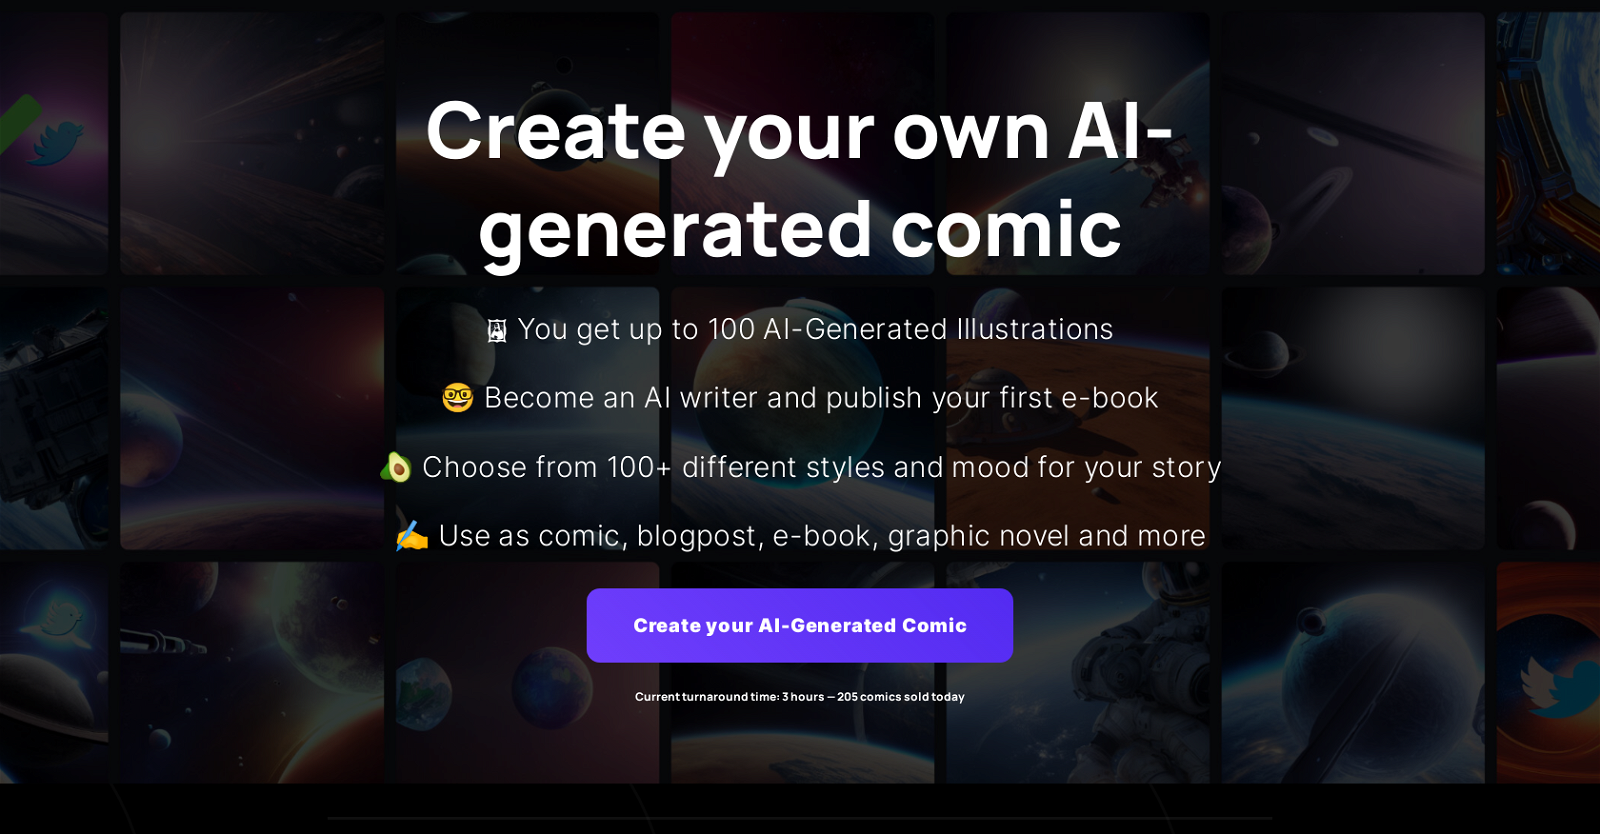 Create your own AI-
generated comic
You get up to 100 AI-Generated Illustrations
🤓 Become an AI writer and publish your first e-book
🥑 Choose from 100+ different styles and mood for your story
✍️ Use as comic, blogpost, e-book, graphic novel and more
Create your AI-Generated Comic
Current turnaround time: 3 hours — 205 comics sold today